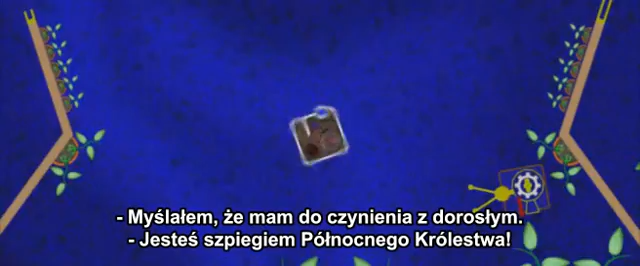 - Myślałem, że mam do czynienia z dorosłym.
- Jesteś szpiegiem Północnego Królestwa!